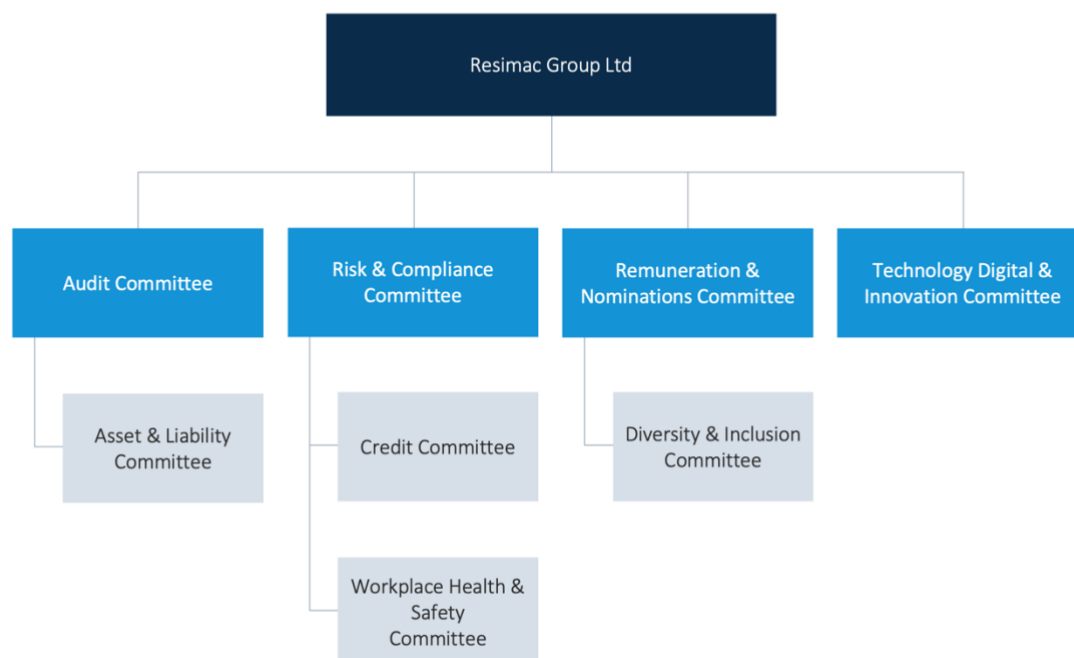 Resimac Group Ltd
Audit Committee
Risk & Compliance
Committee
Remuneration &
Nominations Committee
Technology Digital &
Innovation Committee
Asset & Liability
Committee
Credit Committee
Diversity & Inclusion
Committee
Workplace Health &
Safety
Committee